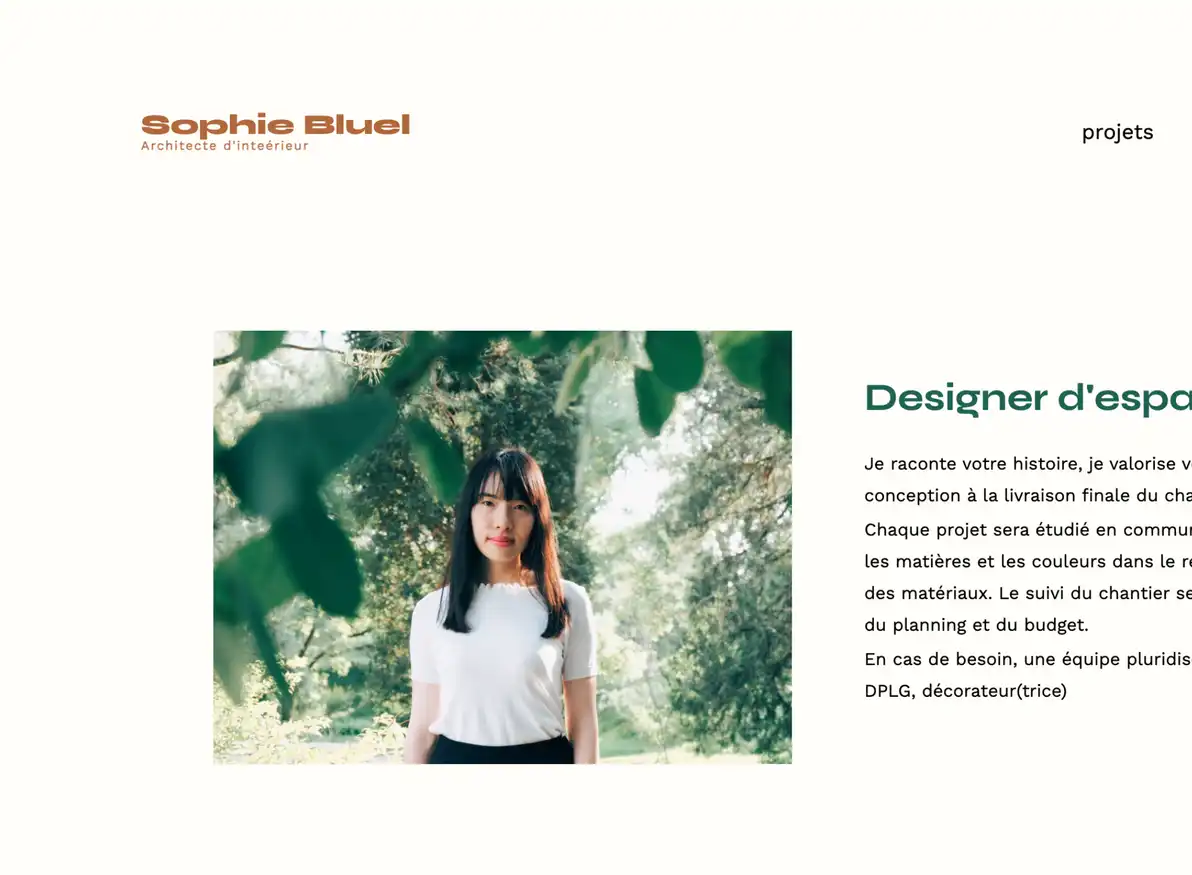 Sophie Bluel
Architecte d'inteérieur
projets
Designer d'espa
Je raconte votre histoire, je valorise v
conception à la livraison finale du cha
Chaque projet sera étudié en commu
les matières et les couleurs dans le re
des matériaux. Le suivi du chantier se
du planning et du budget.
En cas de besoin, une équipe pluridis
DPLG, décorateur(trice)